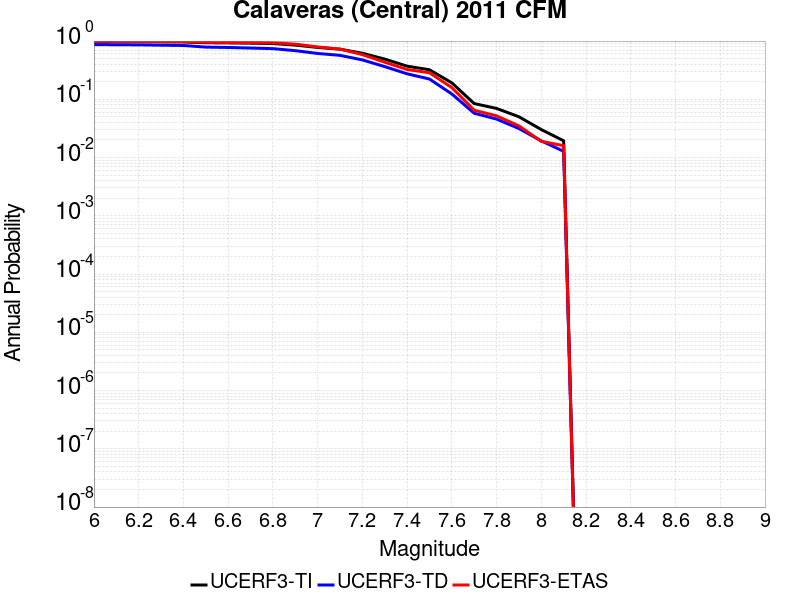 Calaveras (Central) 2011 CFM
Annual Probability
10^0
10^-1
10^-2
10^-3
10^-4
10^-5
10^-6
10^-7
10^-8
6 6.2 6.4 6.6 6.8 7 7.2 7.4 7.6 7.8 8 8.2 8.4 8.6 8.8 9
Magnitude
UCERF3-TI UCERF3-TD UCERF3-ETAS